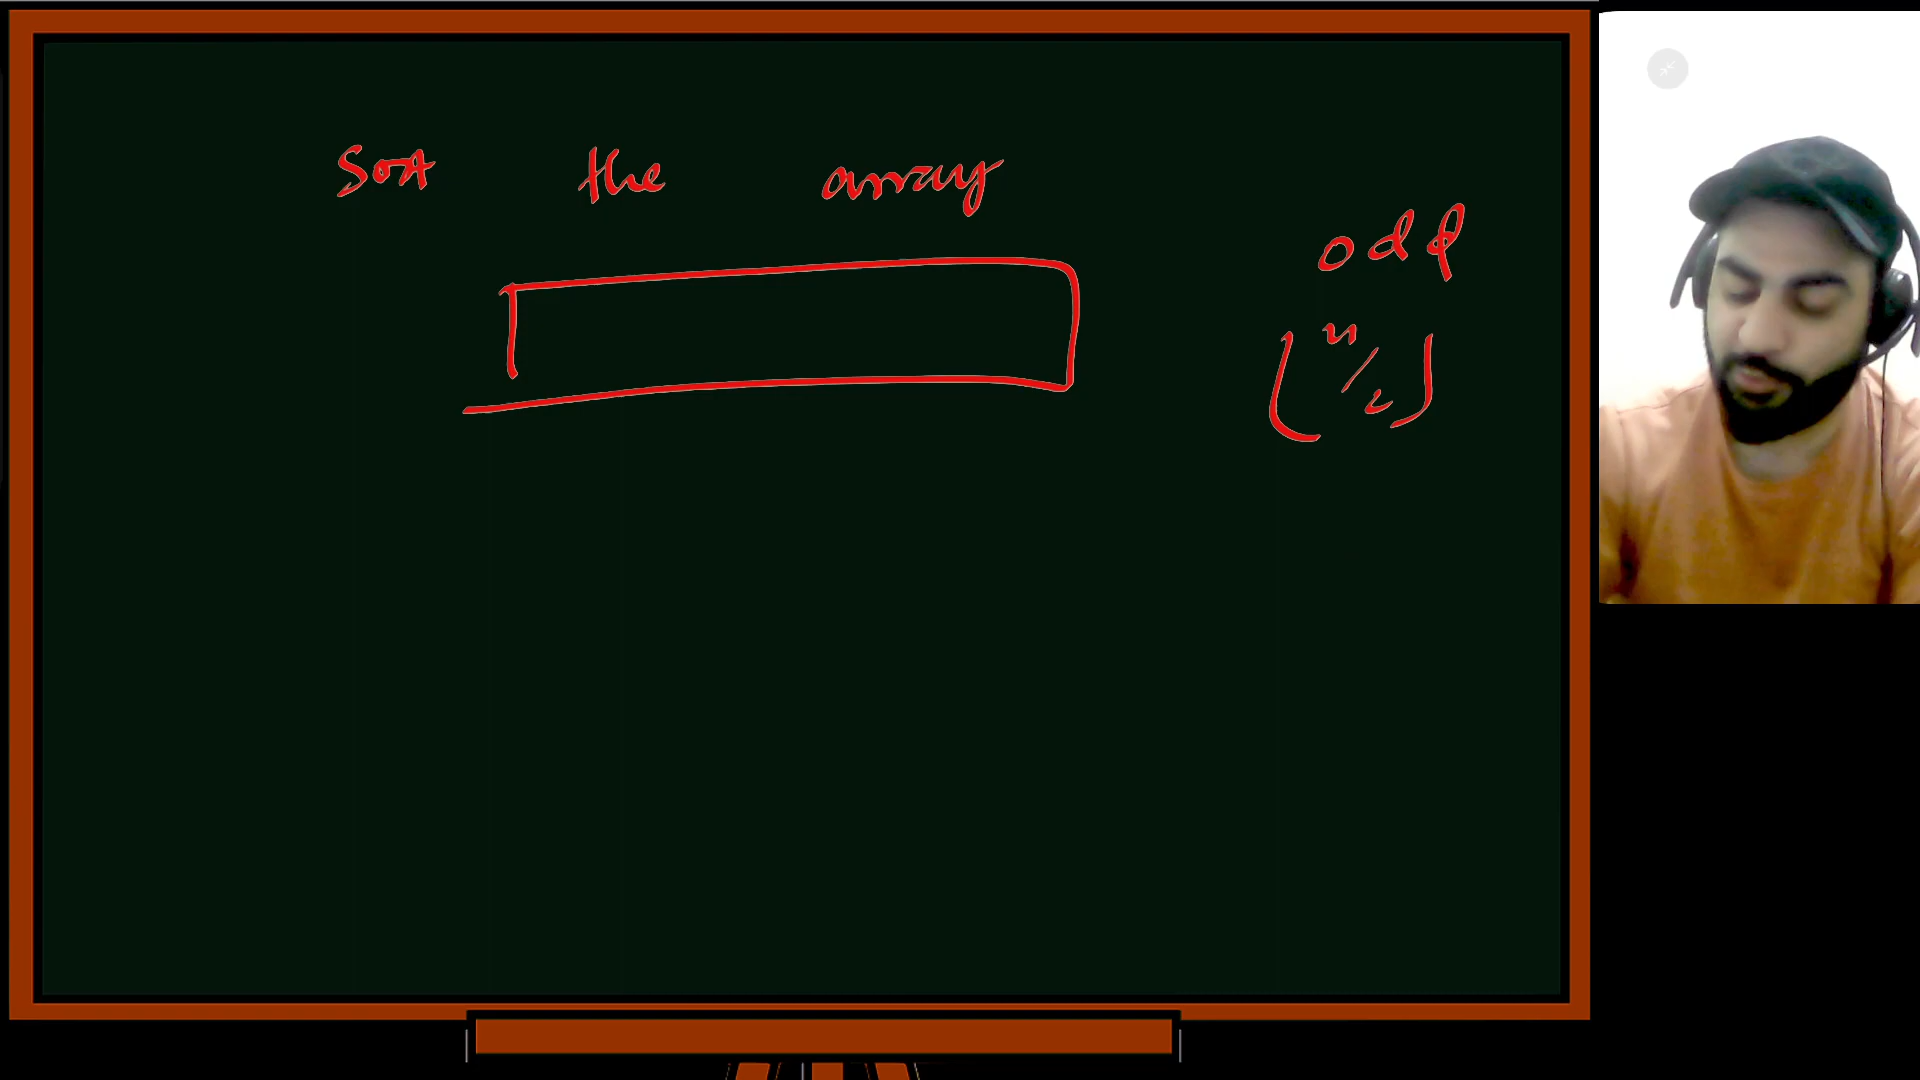 Sort the array
odd
[n/2]